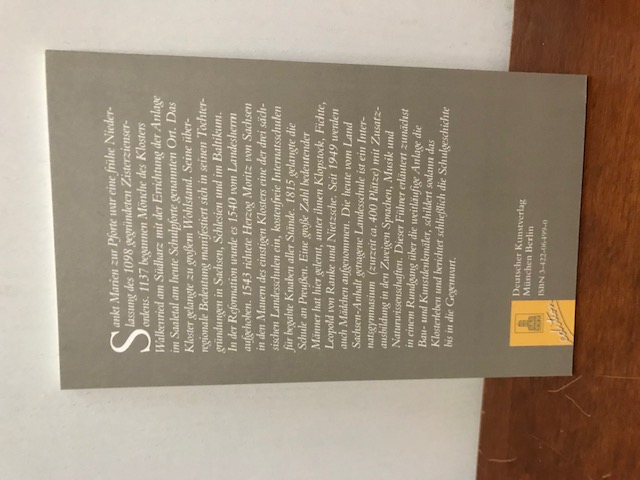 Sankt Marien zur Pforte war eine frühe Nieder-
lassung des 1098 gegründeten Zisterzienser-
ordens. 1137 begannen Mönche des Klosters
Walkenried am Südharz mit der Errichtung der Anlage
im Saaletal am heute Schulpforta genannten Ort. Das
Kloster gelangte zu großem Wohlstand. Seine über-
regionale Bedeutung manifestiert sich in seinen Tochter-
gründungen in Sachsen, Schlesien und im Baltikum.
In der Reformation wurde es 1540 vom Landesherrn
aufgehoben. 1543 richtete Herzog Moritz von Sachsen
in den Mauern des einstigen Klosters eine der drei säch-
sischen Landesschulen ein, kostenfreie Internatsschulen
für begabte Knaben aller Stände. 1815 gelangte die
Schule an Preußen. Eine große Zahl bedeutender
Männer hat hier gelernt, unter ihnen Klopstock, Fichte,
Leopold von Ranke und Nietzsche. Seit 1949 werden
auch Mädchen aufgenommen. Die heute vom Land
Sachsen-Anhalt getragene Landesschule ist ein Inter-
natsgymnasium (zurzeit ca. 400 Plätze) mit Zusatz-
ausbildung in den Zweigen Sprachen, Musik und
Naturwissenschaften. Dieser Führer erläutert zunächst
in einem Rundgang über die weitläufige Anlage die
Bau- und Kunstdenkmäler, schildert sodann das
Klosterleben und berichtet schließlich die Schulgeschichte
bis in die Gegenwart.
Deutscher Kunstverlag
München Berlin